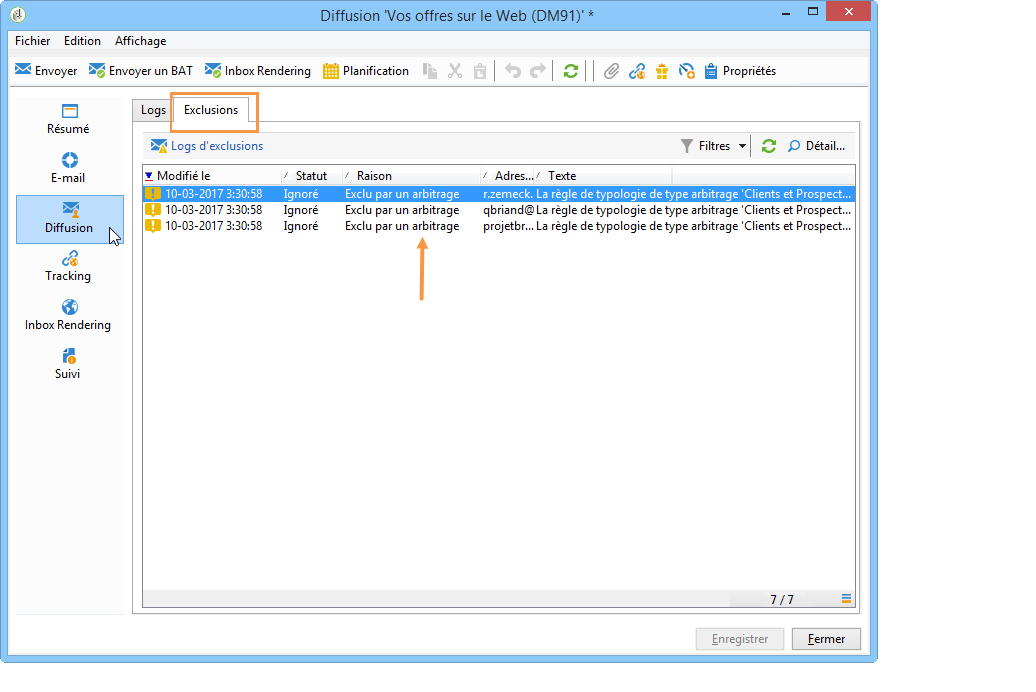 Diffusion 'Vos offres sur le Web (DM91)' *
Fichier Edition Affichage
Envoyer Envoyer un BAT Inbox Rendering Planification Propriétés
Résumé
E-mail
Diffusion
Tracking
Inbox Rendering
Suivi
Logs Exclusions
Logs d'exclusions Filtres Détail...
Modifié le Statut Raison Adres... Texte
10-03-2017 3:30:58 Ignoré Exclu par un arbitrage r.zemeck. La règle de typologie de type arbitrage 'Clients et Prospect...
10-03-2017 3:30:58 Ignoré Exclu par un arbitrage qbriand@ La règle de typologie de type arbitrage 'Clients et Prospect...
10-03-2017 3:30:58 Ignoré Exclu par un arbitrage projetbr... La règle de typologie de type arbitrage 'Clients et Prospect...
7 / 7
Enregistrer Fermer